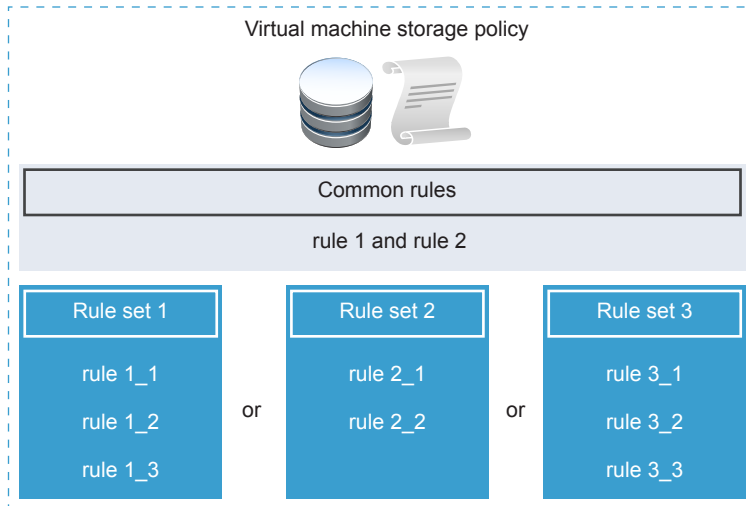 Virtual machine storage policy
Common rules
rule 1 and rule 2
Rule set 1
rule 1_1
rule 1_2
rule 1_3
or
Rule set 2
rule 2_1
rule 2_2
or
Rule set 3
rule 3_1
rule 3_2
rule 3_3